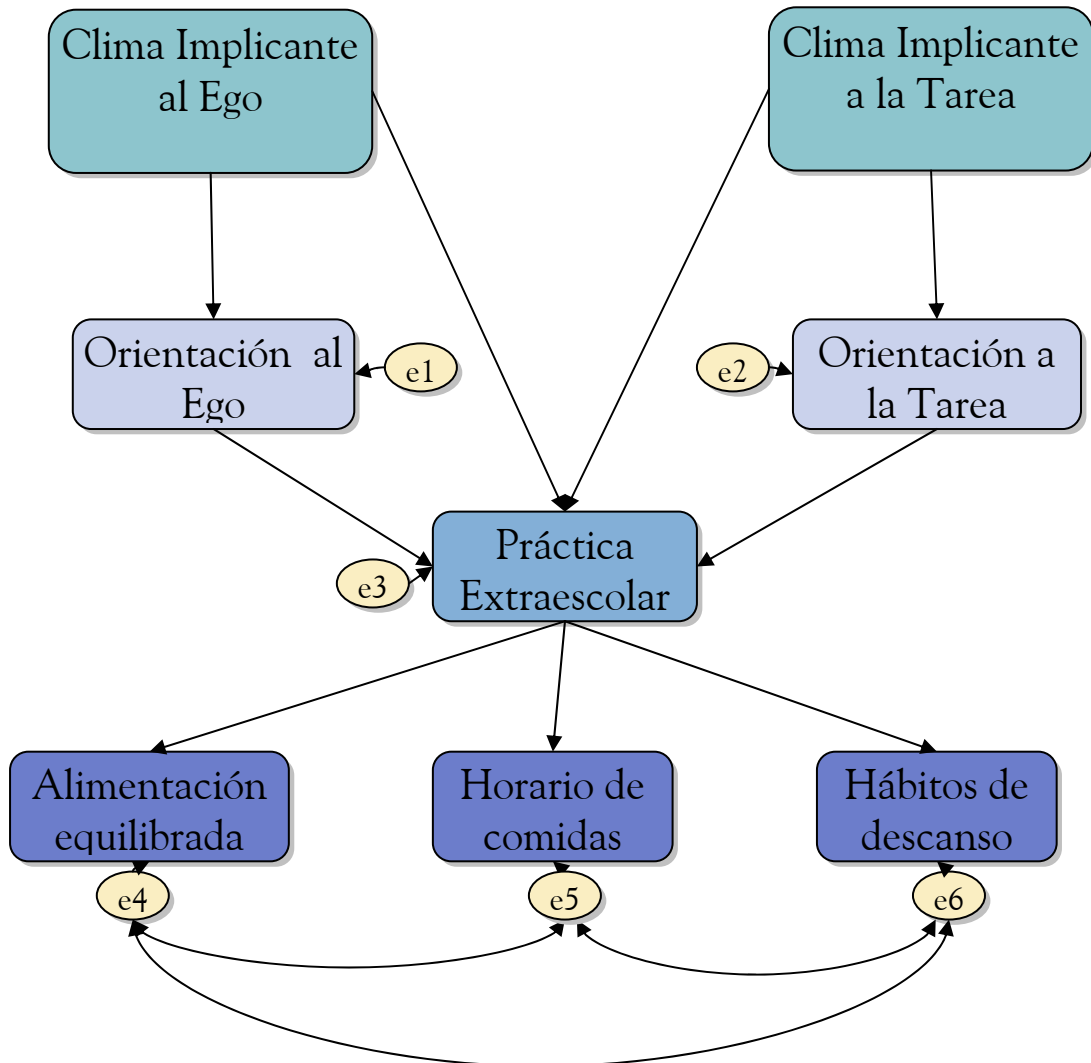 Clima Implicante
al Ego
Clima Implicante
a la Tarea
Orientación al
Ego
e1
e2
Orientación a
la Tarea
Práctica
Extraescolar
e3
Alimentación
equilibrada
Horario de
comidas
Hábitos de
descanso
e4
e5
e6